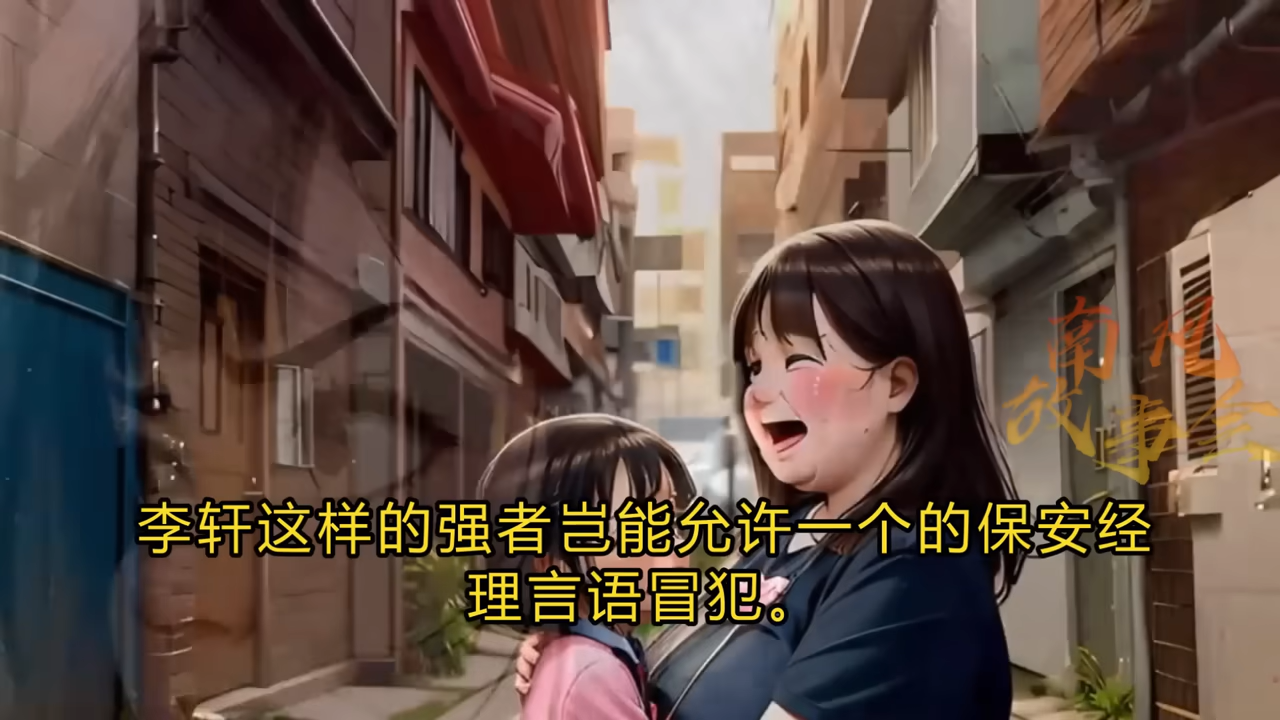 南风
故事会
李轩这样的强者岂能允许一个的保安经
理言语冒犯。